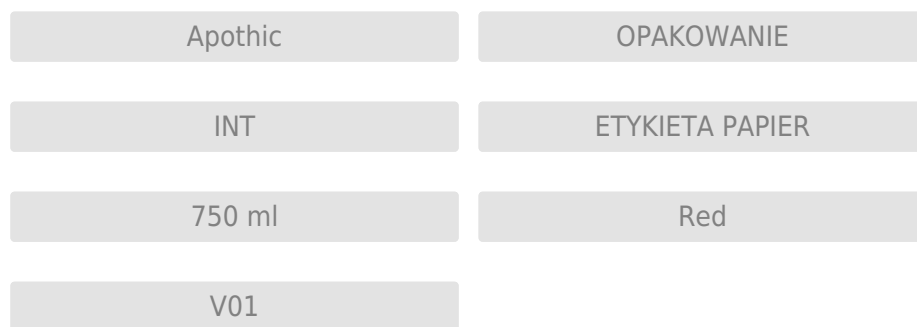 Apothic
OPAKOWANIE
INT
ETYKIETA PAPIER
750 ml
Red
V01